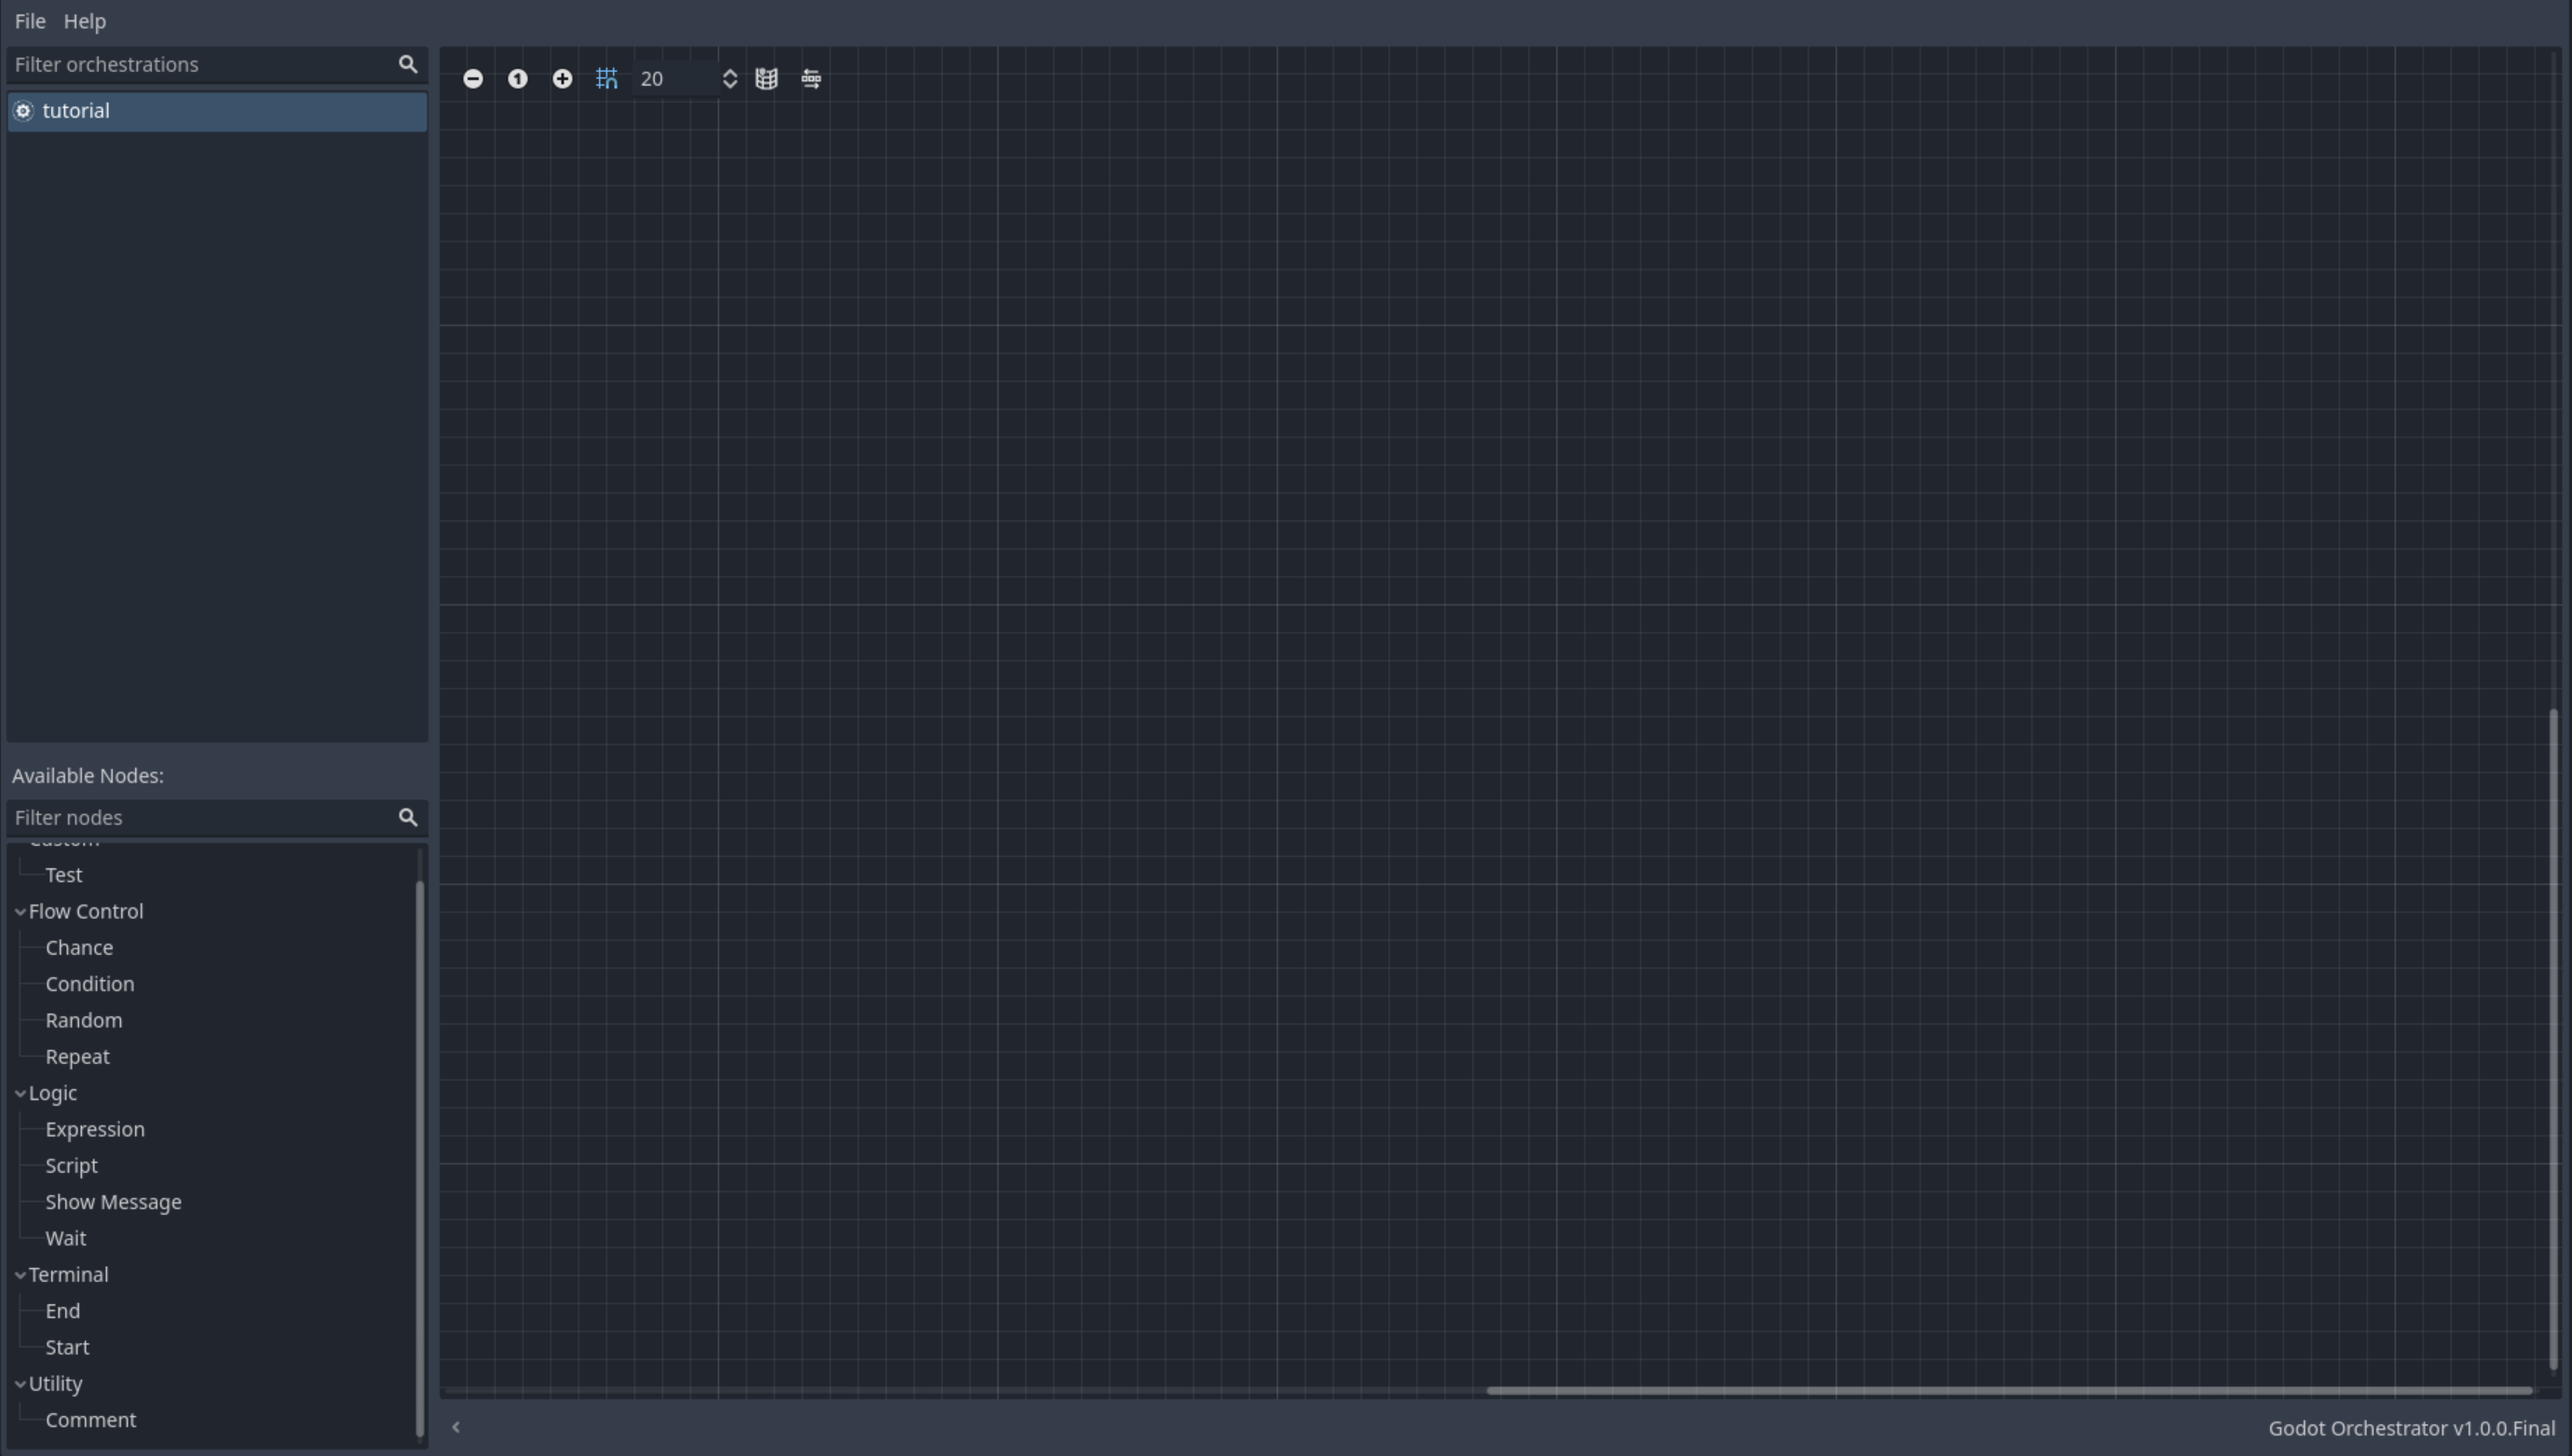 File Help
Filter orchestrations
tutorial
20
Available Nodes:
Filter nodes
Custom
Test
Flow Control
Chance
Condition
Random
Repeat
Logic
Expression
Script
Show Message
Wait
Terminal
End
Start
Utility
Comment
Godot Orchestrator v1.0.0.Final